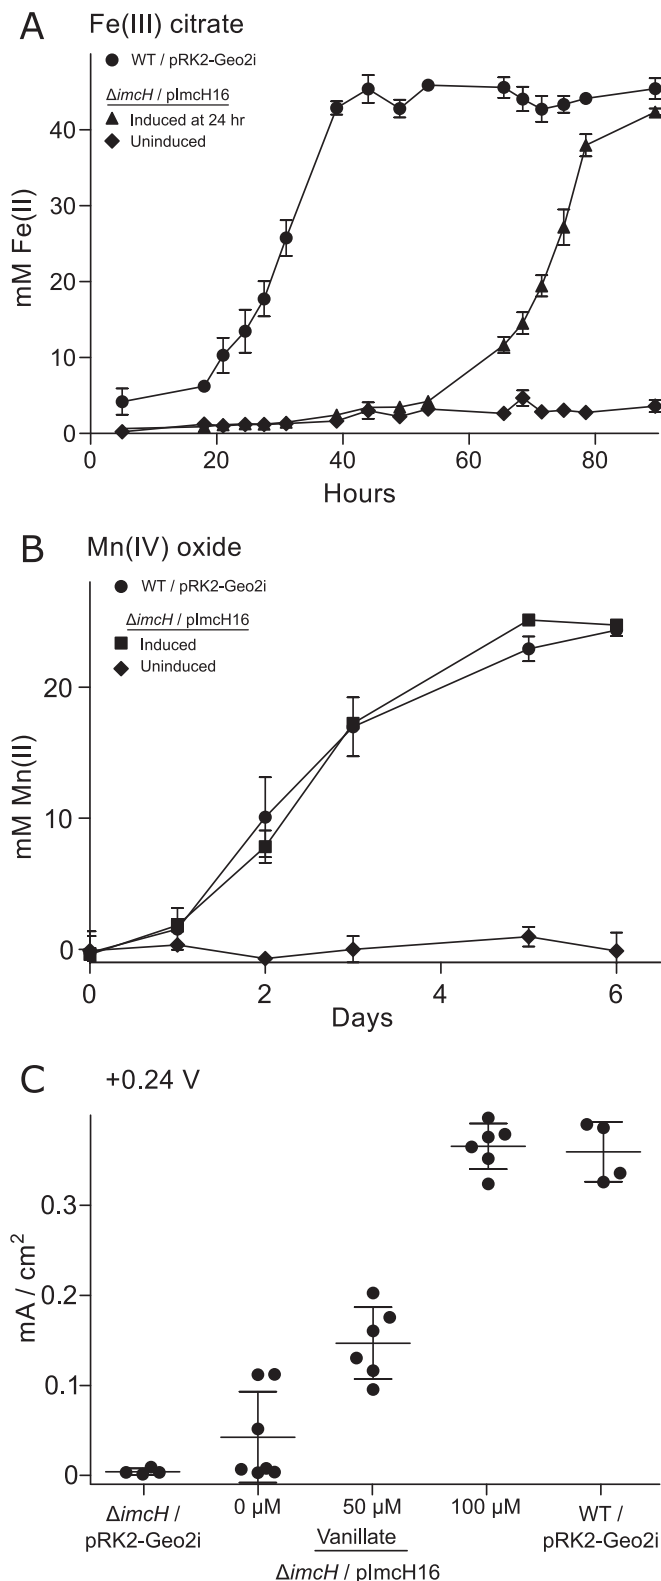 A Fe(III) citrate
WT / pRK2-Geo2i
ΔimcH / pImcH16
Induced at 24 hr
Uninduced
mM Fe(II)
40
30
20
10
0
0 20 40 60 80
Hours
B Mn(IV) oxide
WT / pRK2-Geo2i
ΔimcH / pImcH16
Induced
Uninduced
mM Mn(II)
20
10
0
0 2 4 6
Days
C +0.24 V
mA / cm²
0.3
0.2
0.1
0
ΔimcH / pRK2-Geo2i
0 µM 50 µM 100 µM
WT / pRK2-Geo2i
Vanillate
ΔimcH / pImcH16